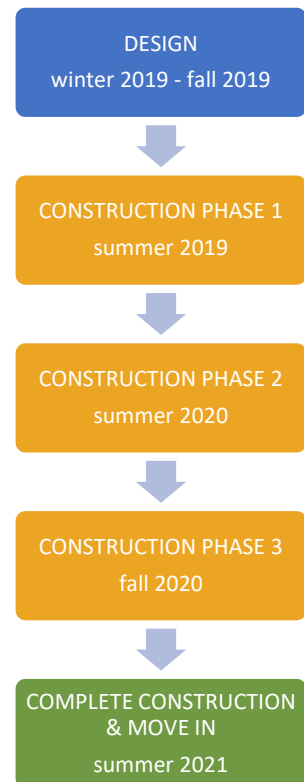 DESIGN
winter 2019 - fall 2019
CONSTRUCTION PHASE 1
summer 2019
CONSTRUCTION PHASE 2
summer 2020
CONSTRUCTION PHASE 3
fall 2020
COMPLETE CONSTRUCTION
& MOVE IN
summer 2021